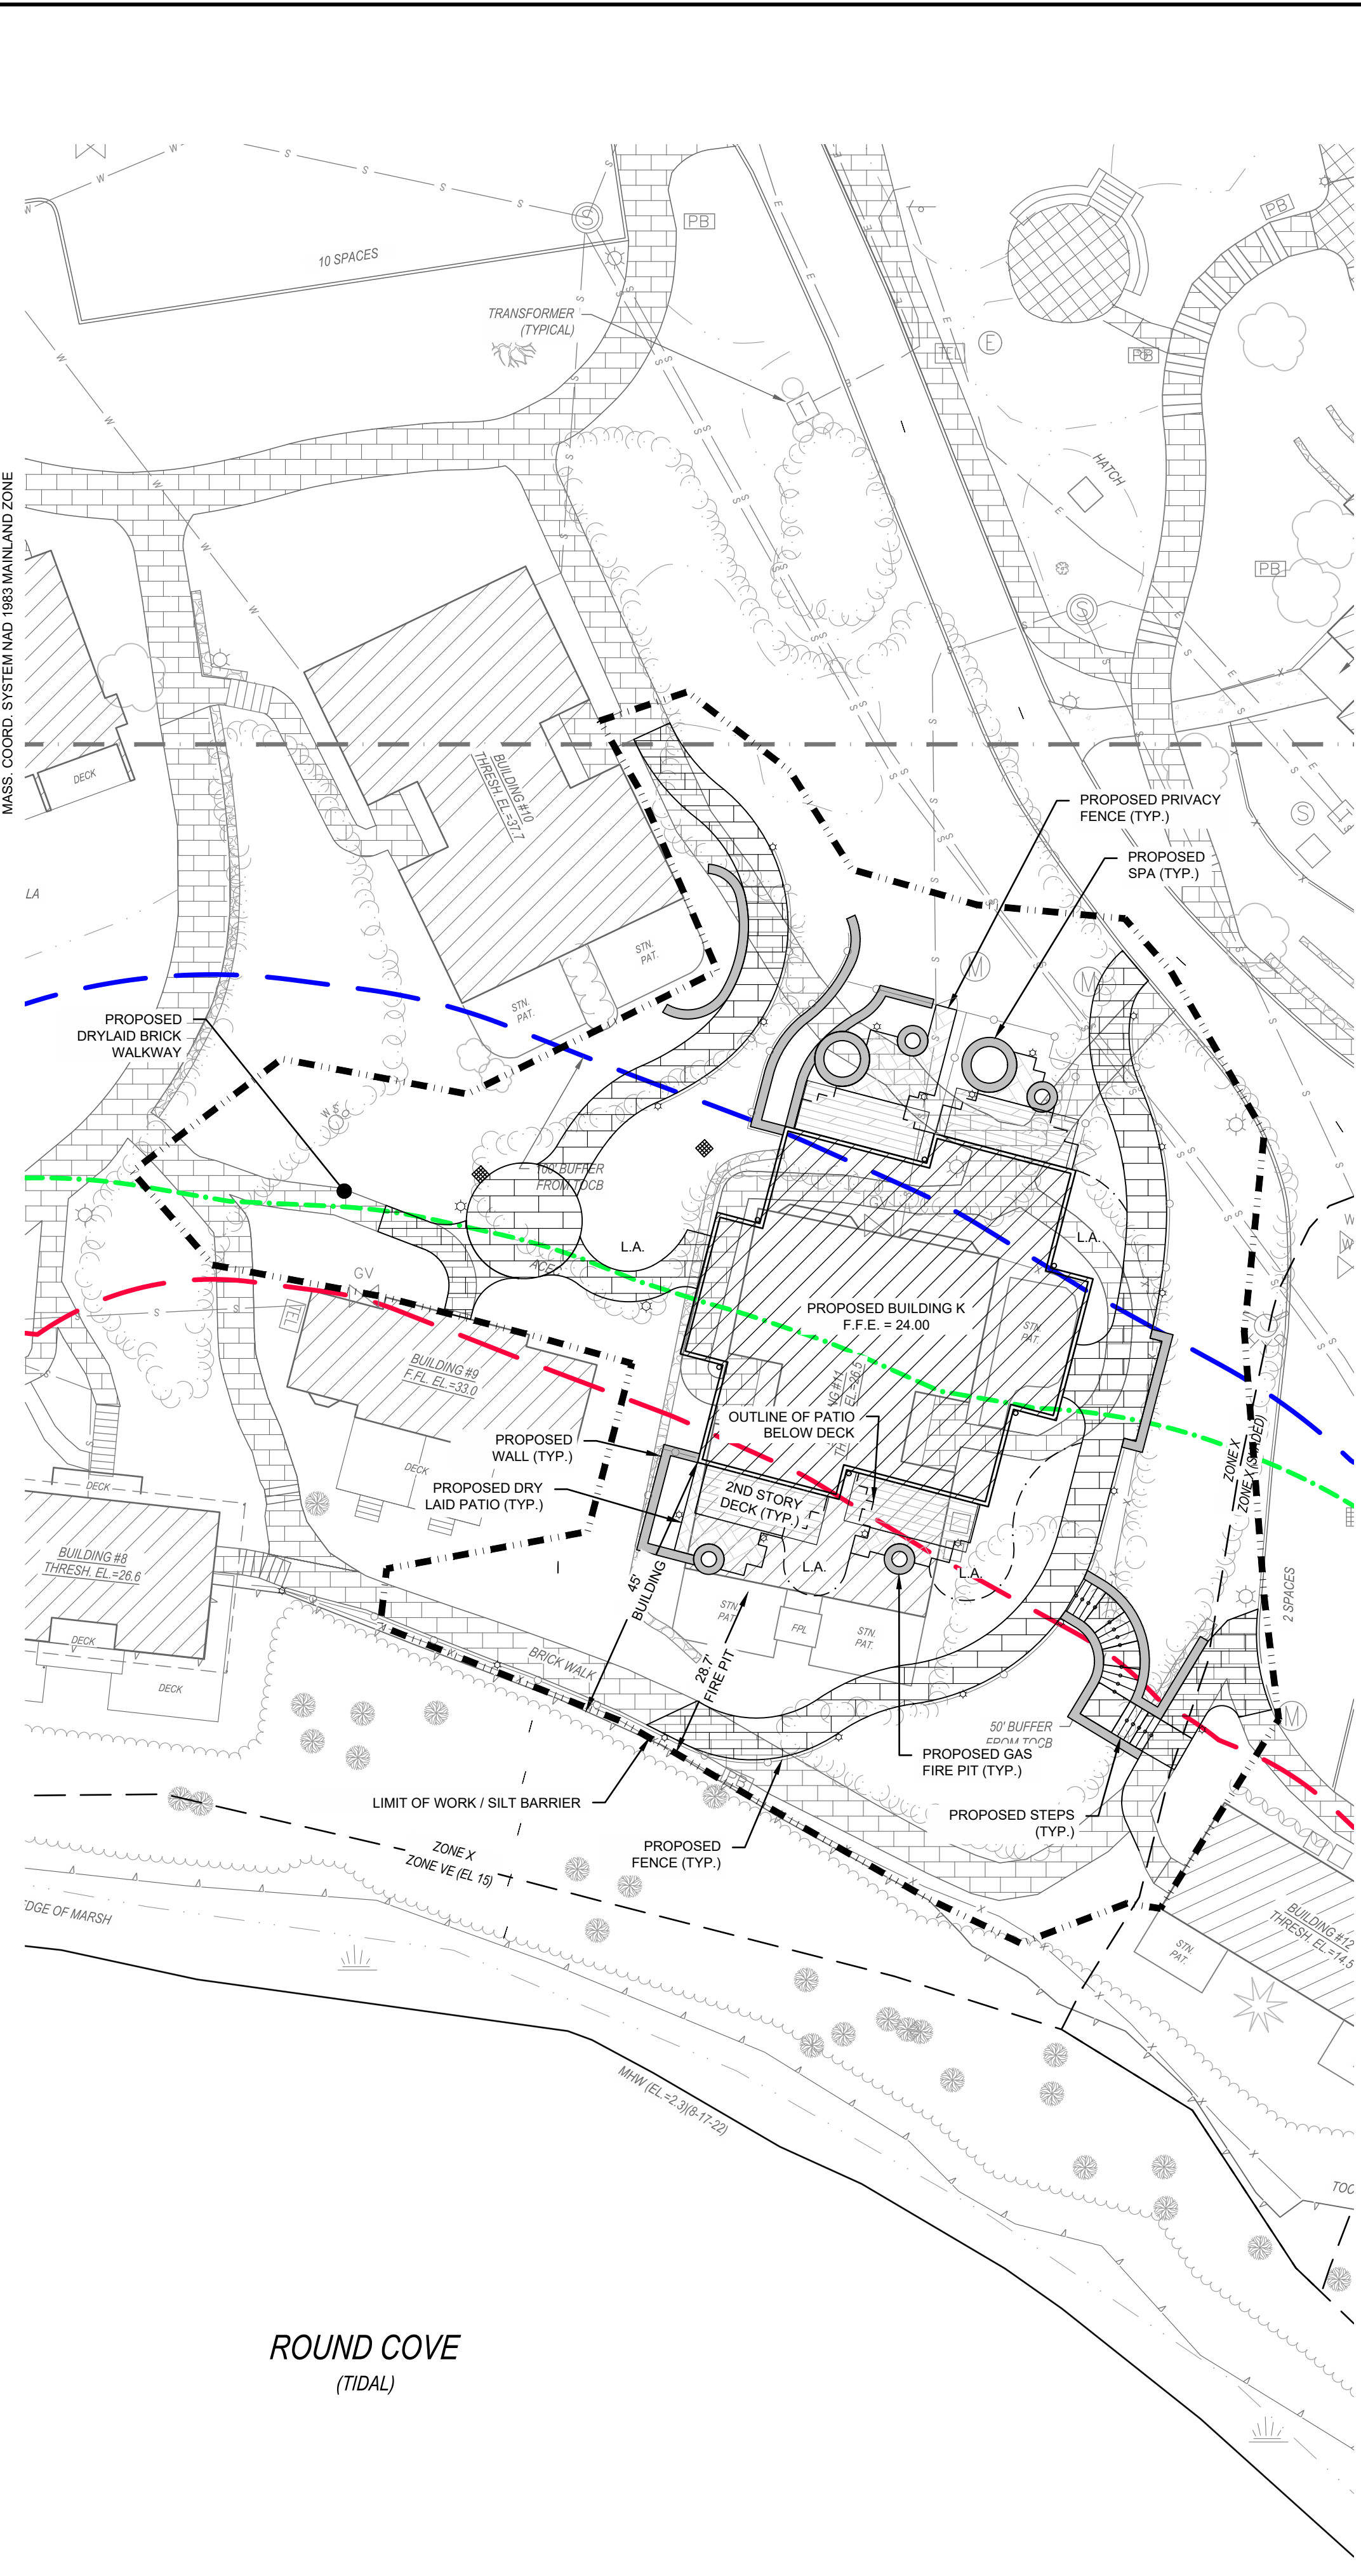 MASS. COORD. SYSTEM NAD 1983 MAINLAND ZONE
10 SPACES
PB
PB
TRANSFORMER
(TYPICAL)
T
TEL
E
PB
HATCH
PB
S
S
S
DECK
BUILDING #10
THRESH. EL.=37.7
PROPOSED PRIVACY
FENCE (TYP.)
PROPOSED
SPA (TYP.)
LA
STN.
PAT.
STN.
PAT.
M
M
PROPOSED
DRYLAID BRICK
WALKWAY
100' BUFFER
FROM TOCB
L.A.
L.A.
GV
TEL
PROPOSED BUILDING K
F.F.E. = 24.00
STN.
PAT.
BUILDING #9
F.FL. EL.=33.0
OUTLINE OF PATIO
BELOW DECK
PROPOSED
WALL (TYP.)
DECK
PROPOSED DRY
LAID PATIO (TYP.)
2ND STORY
DECK (TYP.)
ZONE X
ZONE X (SHADED)
DECK
BUILDING #8
THRESH. EL.=26.6
DECK
DECK
45'
BUILDING
L.A.
L.A.
STN.
PAT.
FPL
STN.
PAT.
2 SPACES
BRICK WALK
28.7'
FIRE PIT
50' BUFFER
FROM TOCB
M
PROPOSED GAS
FIRE PIT (TYP.)
LIMIT OF WORK / SILT BARRIER
PB
PROPOSED STEPS
(TYP.)
PROPOSED
FENCE (TYP.)
ZONE X
ZONE VE (EL 15)
EDGE OF MARSH
BUILDING #12
THRESH. EL.=14.5
STN.
PAT.
MHW (EL.=2.3)(8-17-22)
ROUND COVE
(TIDAL)